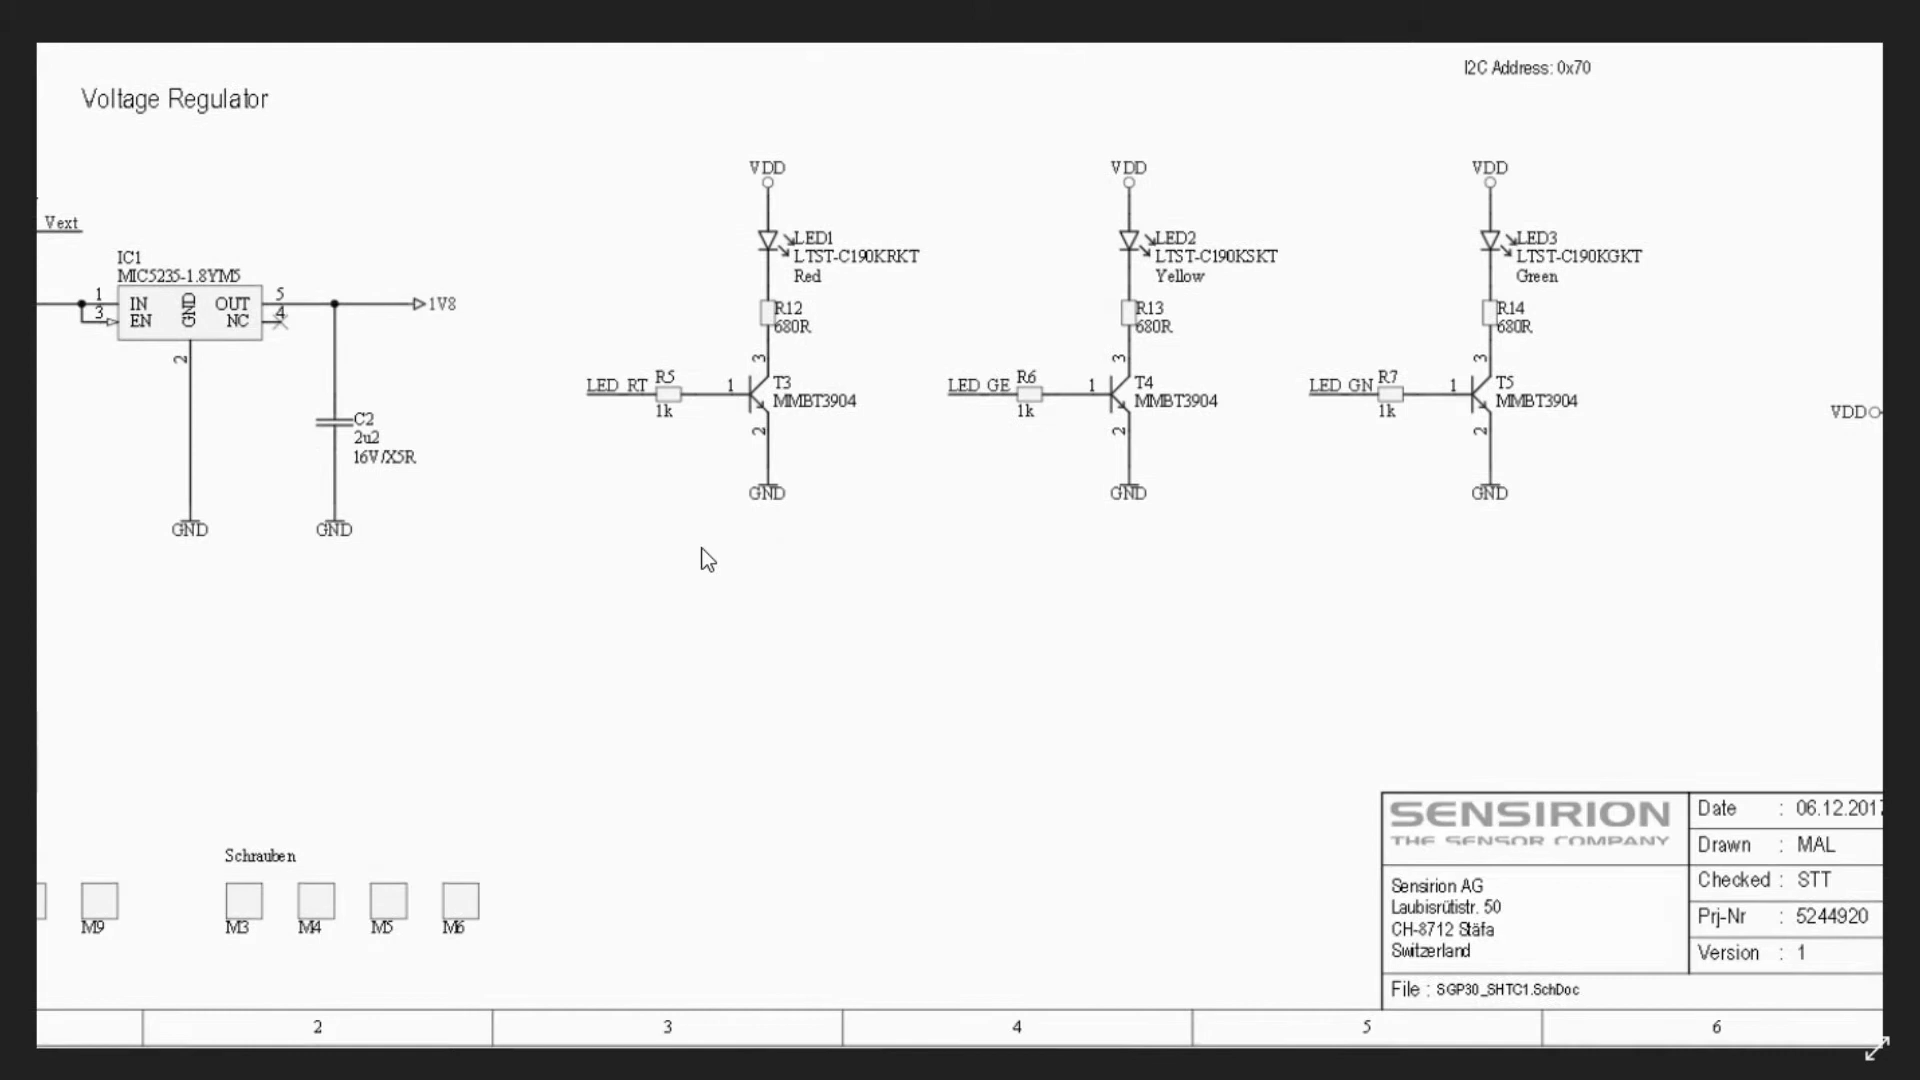 I2C Address: 0x70
Voltage Regulator
Vext
IC1
MIC5235-1.8YM5
1
3
IN
EN
GND
OUT
NC
5
4
2
1V8
C2
2u2
16V/X5R
GND
GND
VDD
LED1
LTST-C190KRKT
Red
R12
680R
3
LED_RT
R5
1k
1
T3
MMBT3904
2
GND
VDD
LED2
LTST-C190KSKT
Yellow
R13
680R
3
LED_GE
R6
1k
1
T4
MMBT3904
2
GND
VDD
LED3
LTST-C190KGKT
Green
R14
680R
3
LED_GN
R7
1k
1
T5
MMBT3904
2
GND
VDD
Schrauben
M9
M3
M4
M5
M6
SENSIRION
THE SENSOR COMPANY
Sensirion AG
Laubisrütistr. 50
CH-8712 Stäfa
Switzerland
Date : 06.12.2017
Drawn : MAL
Checked : STT
Prj-Nr : 5244920
Version : 1
File : SGP30_SHTC1.SchDoc
2
3
4
5
6